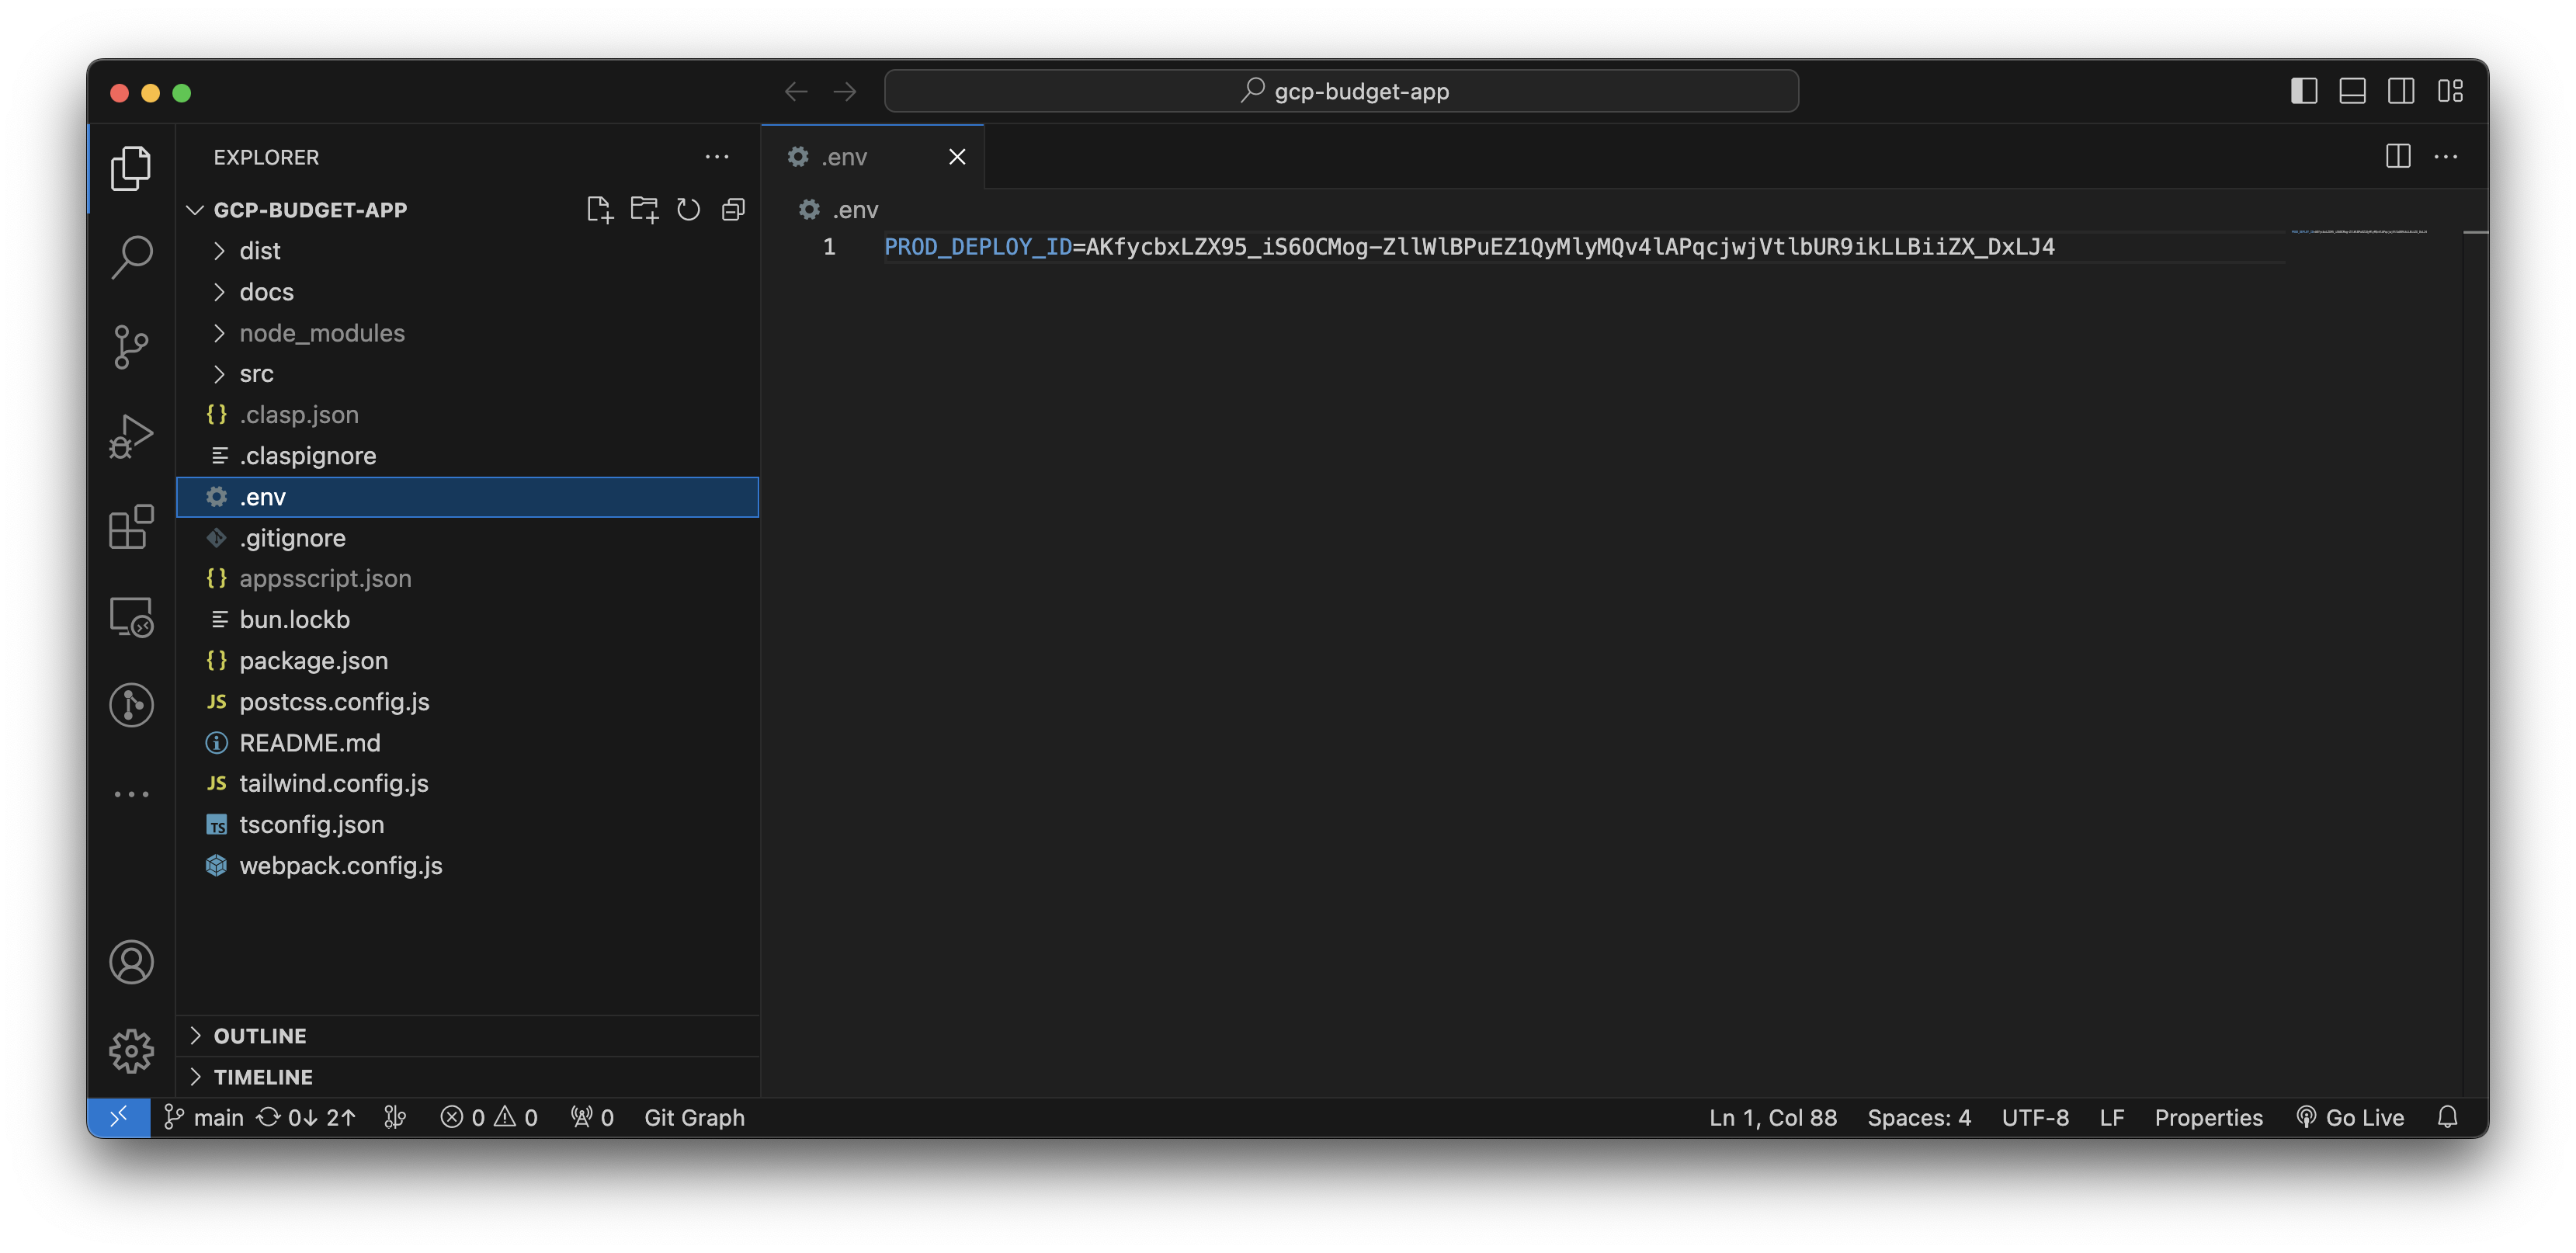 gcp-budget-app
EXPLORER
GCP-BUDGET-APP
dist
docs
node_modules
src
.clasp.json
.claspignore
.env
.gitignore
appsscript.json
bun.lockb
package.json
JS postcss.config.js
README.md
JS tailwind.config.js
TS tsconfig.json
webpack.config.js
OUTLINE
TIMELINE
.env
.env
1 PROD_DEPLOY_ID=AKfycbxLZX95_iS6OCMog-ZllWlBPuEZ1QyMlyMQv4lAPqcjwjVtlbUR9ikLLBiiZX_DxLJ4
main 0↓ 2↑ 0 0 0 Git Graph Ln 1, Col 88 Spaces: 4 UTF-8 LF Properties Go Live